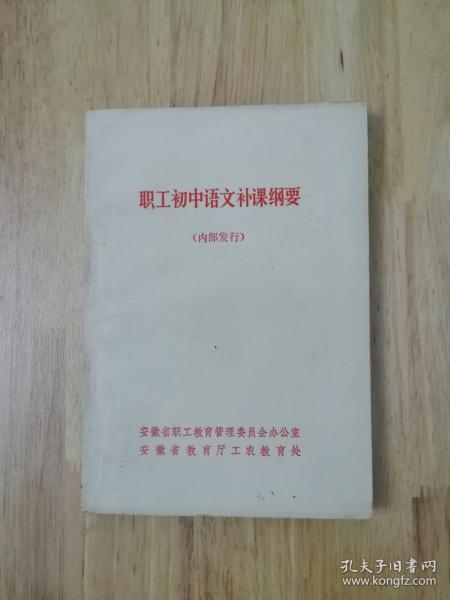 职工初中语文补课纲要
(内部发行)
安徽省职工教育管理委员会办公室
安徽省教育厅工农教育处
孔夫子旧书网
www.kongfz.com